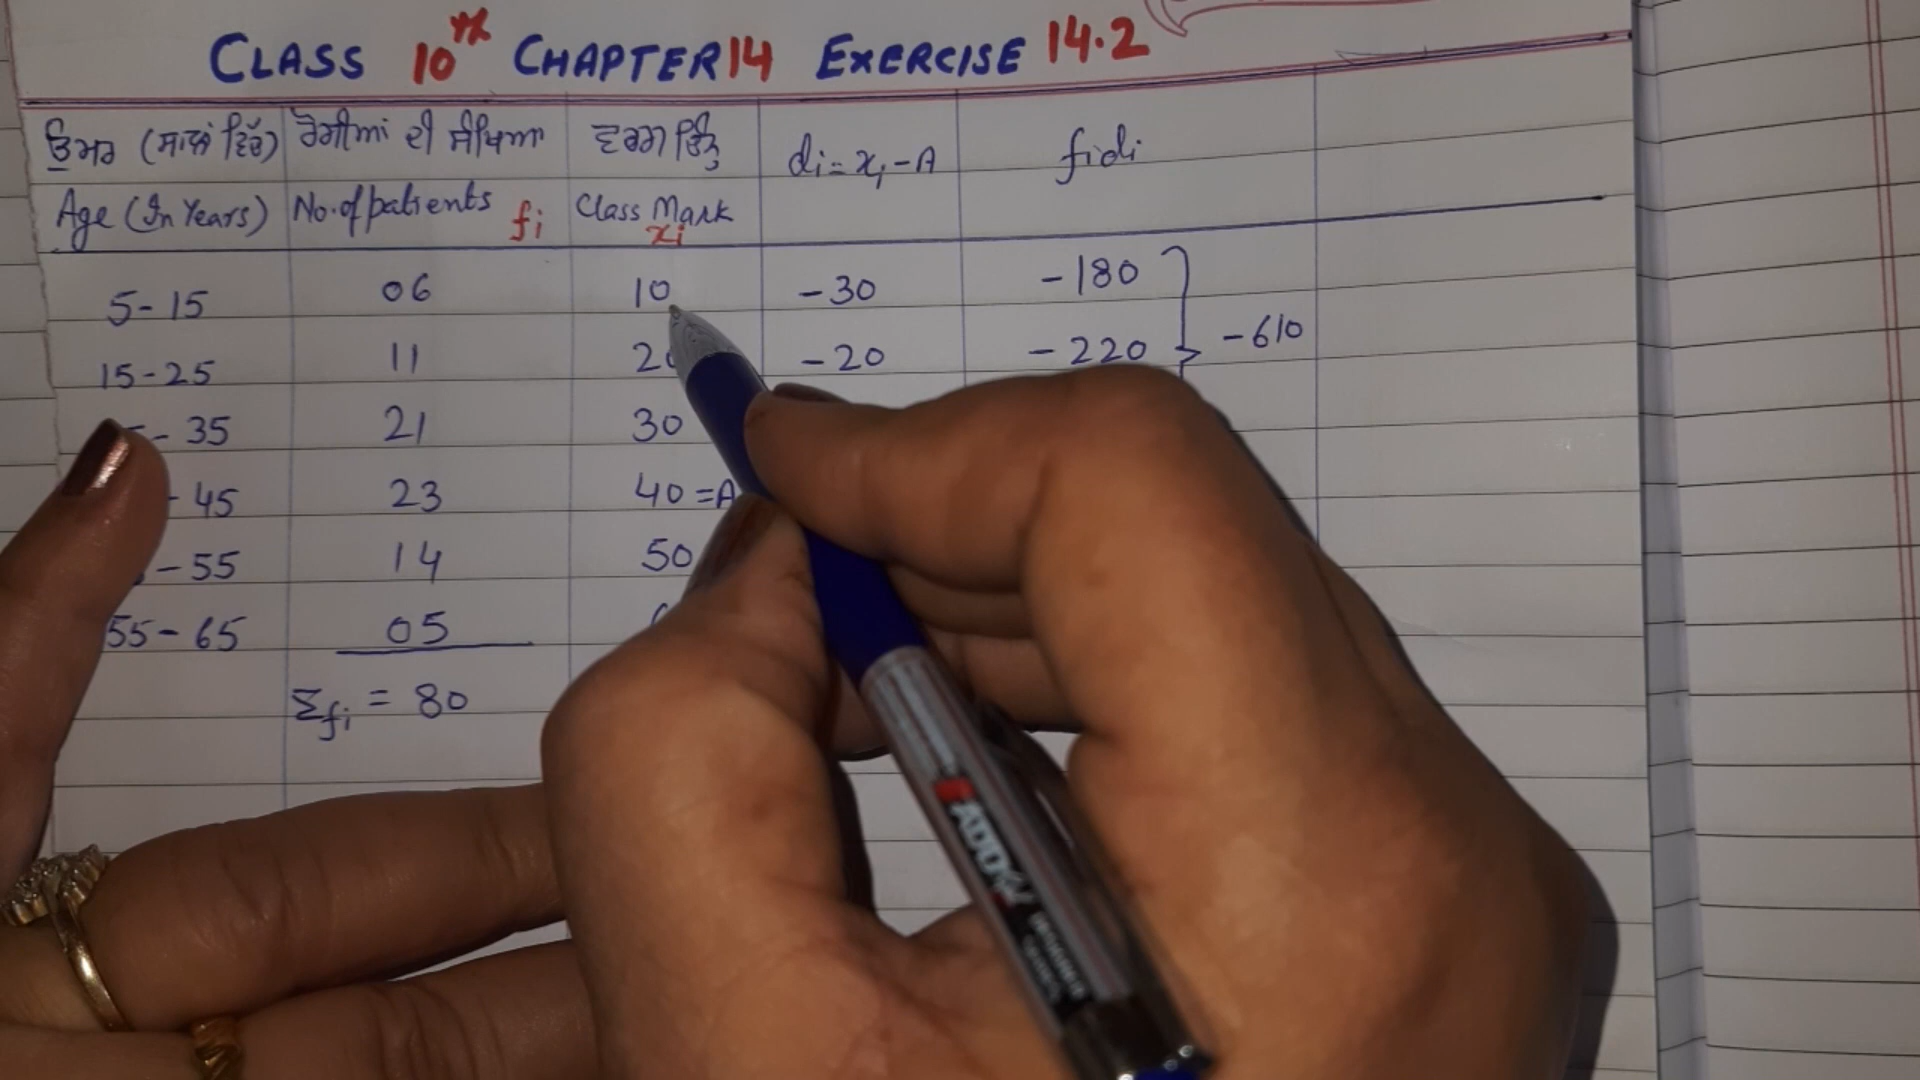 CLASS 10th CHAPTER 14 EXERCISE 14.2
ਉਮਰ (ਸਾਲਾਂ ਵਿੱਚ) ਰੋਗੀਆਂ ਦੀ ਸੰਖਿਆ ਵਰਗ ਚਿੰਨ੍ਹ di = xi - A fidi
Age (In Years) No. of patients fi Class Mark xi
5 - 15 06 10 -30 -180
15 - 25 11 20 -20 -220 -610
- 35 21 30
- 45 23 40 = A
- 55 14 50
55 - 65 05
Σfi = 80